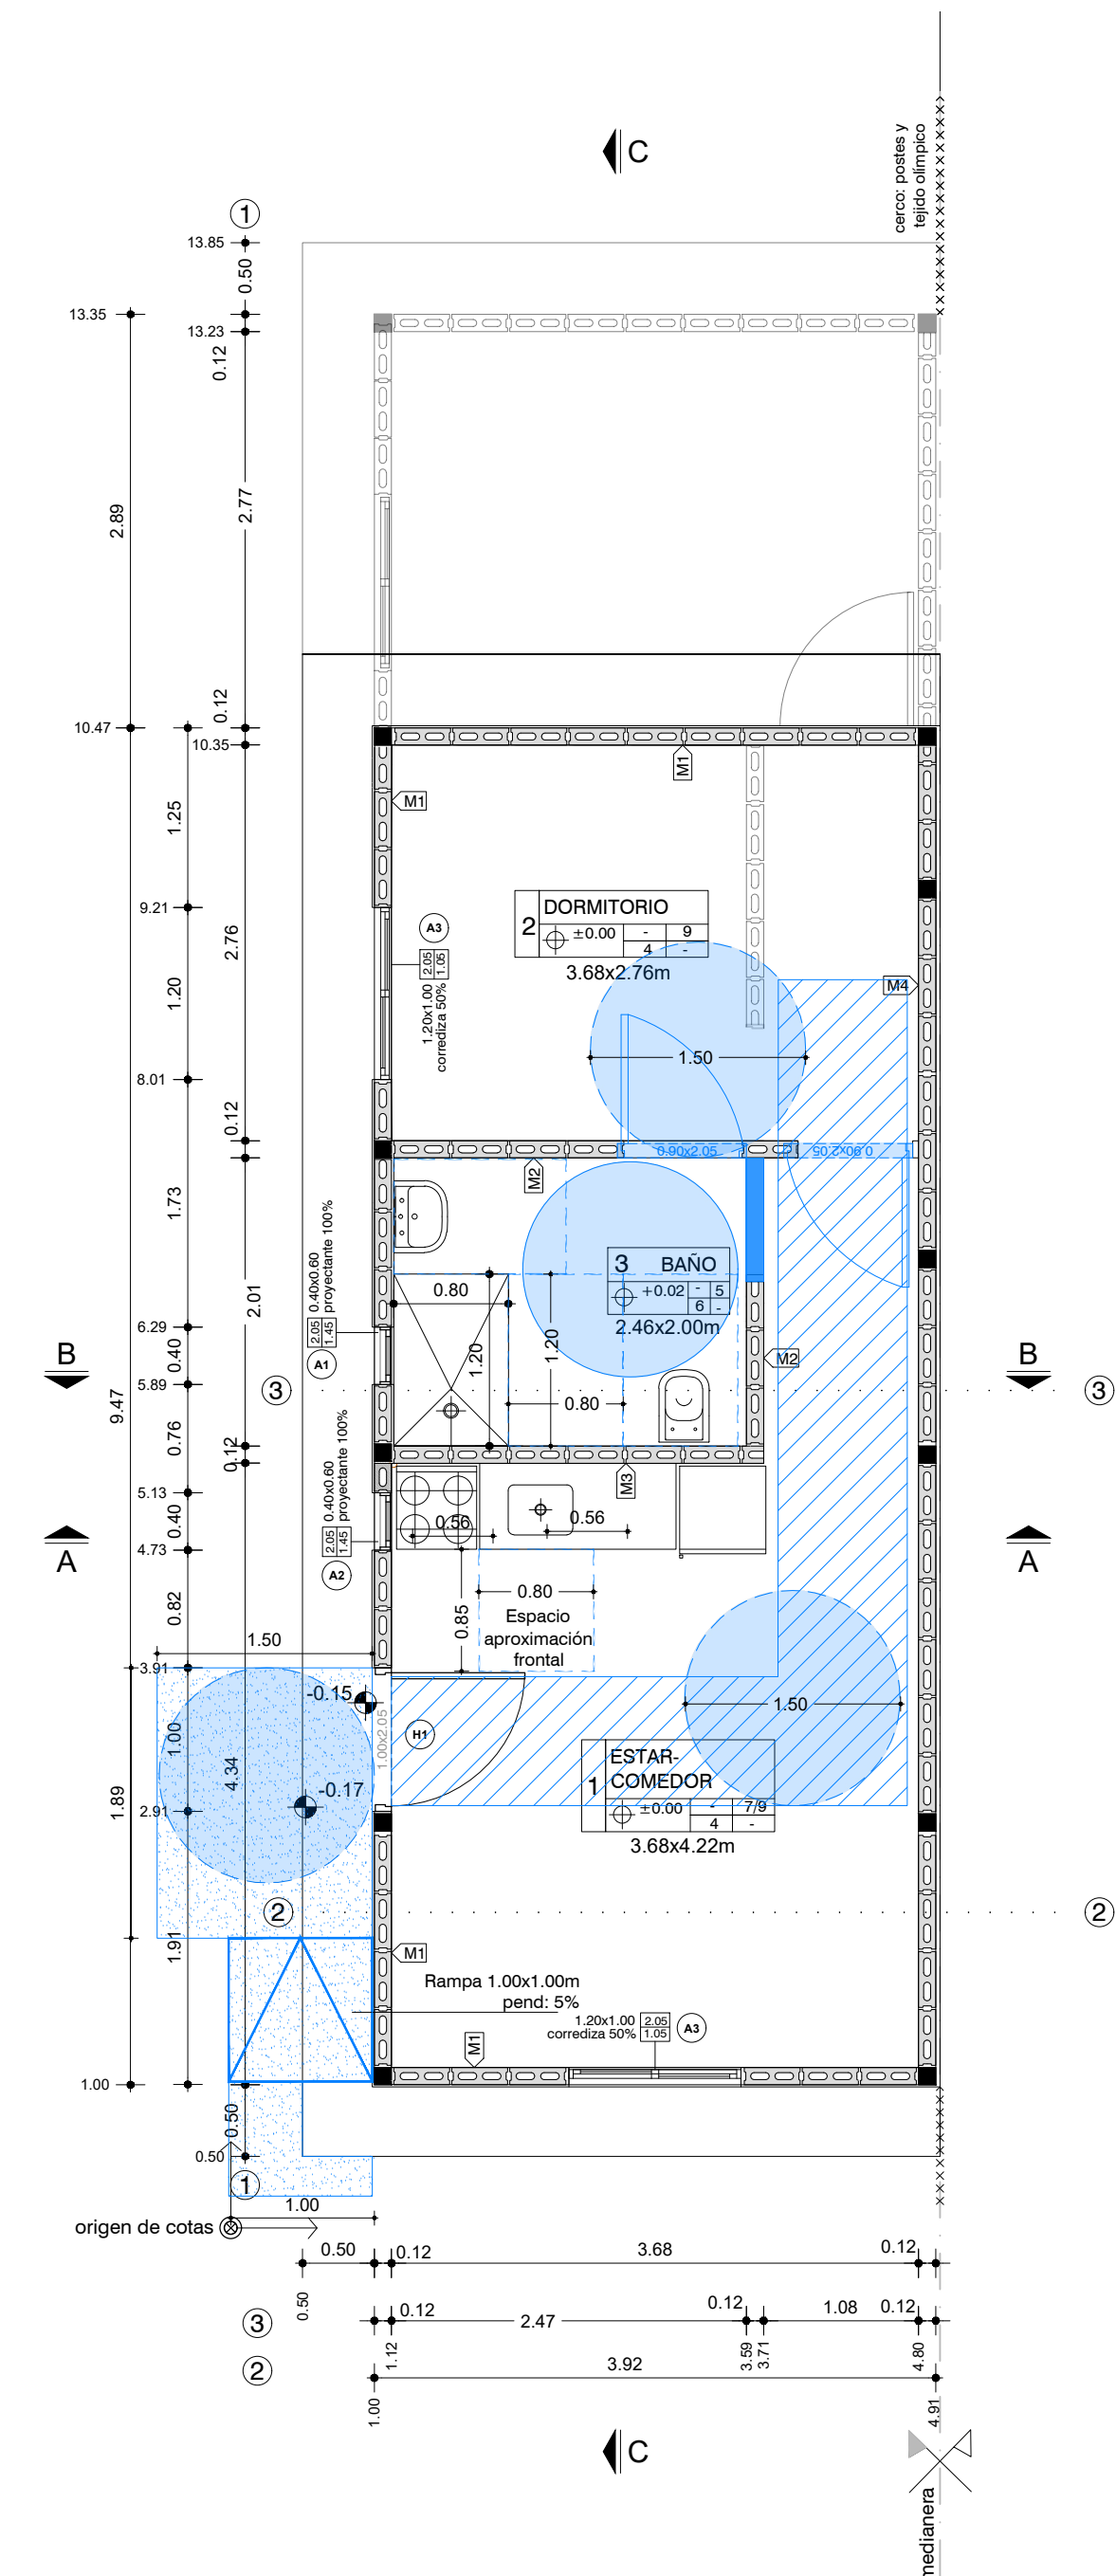 C
cerco: postes y
tejido olímpico
1
13.85
0.50
13.35
13.23
0.12
2.77
2.89
0.12
10.47
10.35
M1
M1
1.25
9.21
A3
2.05
1.05
1.20x1.00
corrediza 50%
2
DORMITORIO
±0.00
-
9
4
-
3.68x2.76m
M4
2.76
1.20
1.50
8.01
0.12
0.90x2.05
0.90x2.05
M2
1.73
0.40x0.60
proyectante 100%
2.05
1.45
A1
3
BAÑO
+0.02
-
5
6
-
2.46x2.00m
0.80
1.20
1.20
0.80
2.01
6.29
0.40
5.89
B
B
3
3
M2
9.47
0.76
0.12
0.40x0.60
proyectante 100%
2.05
1.45
A2
M3
5.13
0.40
4.73
A
A
0.56
0.56
0.82
0.85
0.80
Espacio
aproximación
frontal
1.50
3.91
-0.15
1.00x2.05
H1
1.50
1.00
4.34
-0.17
1.89
2.91
1
ESTAR-
COMEDOR
±0.00
-
7/9
4
-
3.68x4.22m
2
2
1.91
M1
Rampa 1.00x1.00m
pend: 5%
1.20x1.00
corrediza 50%
2.05
1.05
A3
M1
1.00
0.50
0.50
1
1.00
origen de cotas
0.50
0.12
3.68
0.12
0.50
3
0.12
2.47
0.12
1.08
0.12
1.12
3.59
3.71
4.80
2
3.92
1.00
4.91
C
medianera